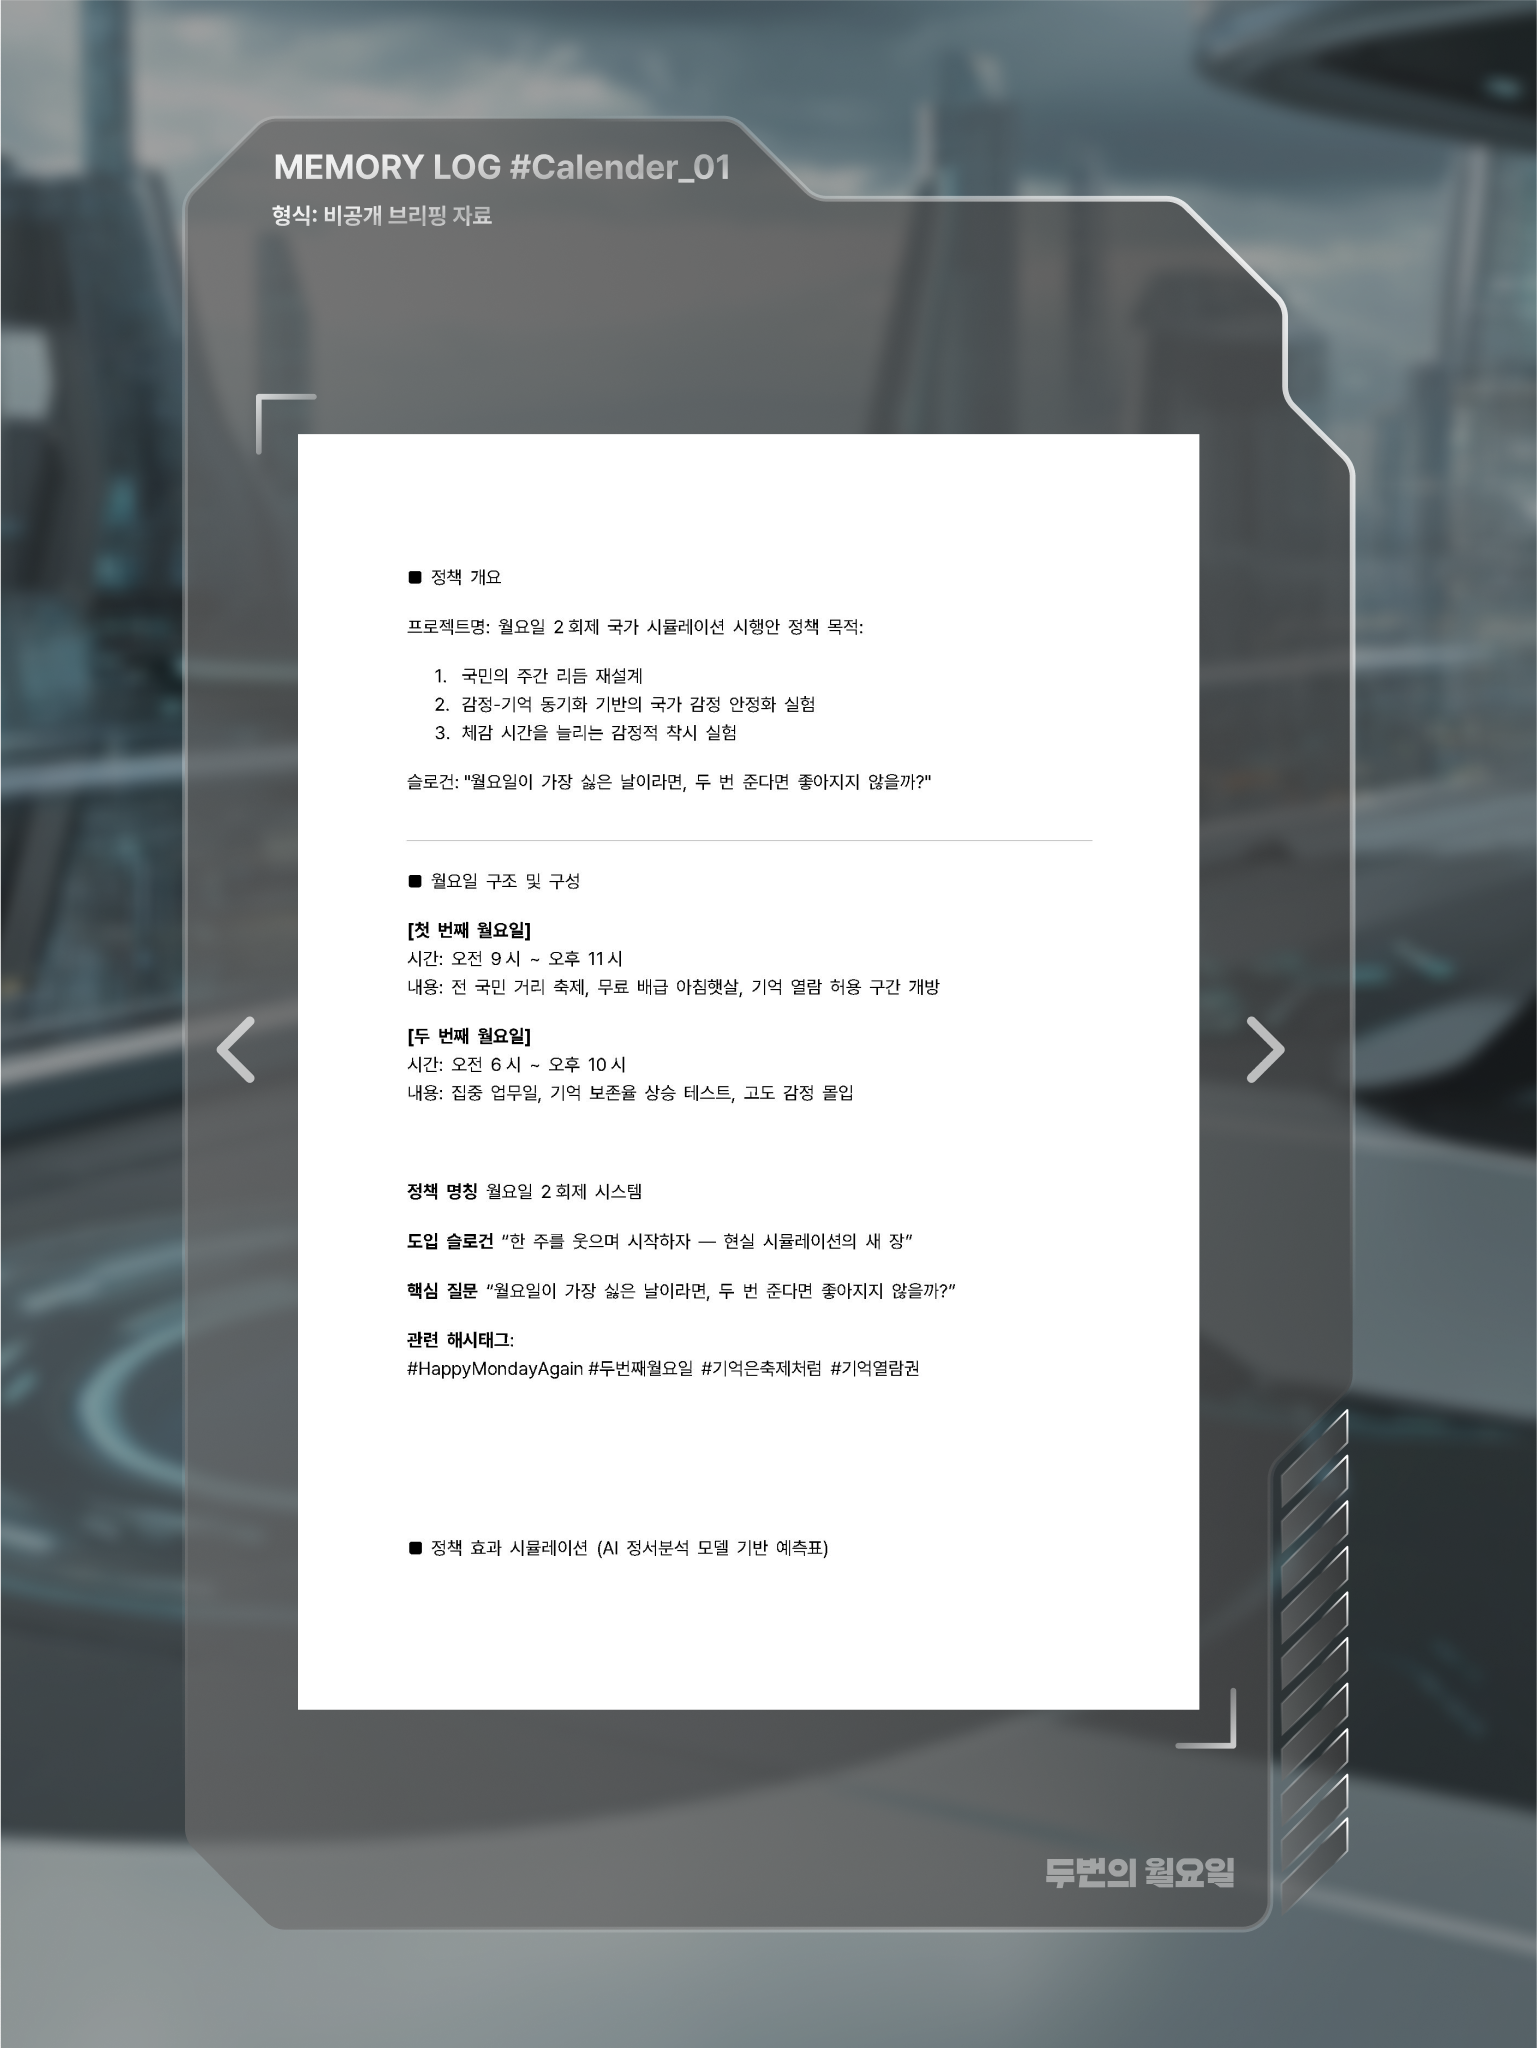 MEMORY LOG #Calender_01
형식: 비공개 브리핑 자료
■ 정책 개요
프로젝트명: 월요일 2회제 국가 시뮬레이션 시행안 정책 목적:
1. 국민의 주간 리듬 재설계
2. 감정-기억 동기화 기반의 국가 감정 안정화 실험
3. 체감 시간을 늘리는 감정적 착시 실험
슬로건: "월요일이 가장 싫은 날이라면, 두 번 준다면 좋아지지 않을까?"
■ 월요일 구조 및 구성
[첫 번째 월요일]
시간: 오전 9시 ~ 오후 11시
내용: 전 국민 거리 축제, 무료 배급 아침햇살, 기억 열람 허용 구간 개방
[두 번째 월요일]
시간: 오전 6시 ~ 오후 10시
내용: 집중 업무일, 기억 보존율 상승 테스트, 고도 감정 몰입
정책 명칭 월요일 2회제 시스템
도입 슬로건 “한 주를 웃으며 시작하자 — 현실 시뮬레이션의 새 장”
핵심 질문 “월요일이 가장 싫은 날이라면, 두 번 준다면 좋아지지 않을까?”
관련 해시태그:
#HappyMondayAgain #두번째월요일 #기억은축제처럼 #기억열람권
■ 정책 효과 시뮬레이션 (AI 정서분석 모델 기반 예측표)
두번의 월요일